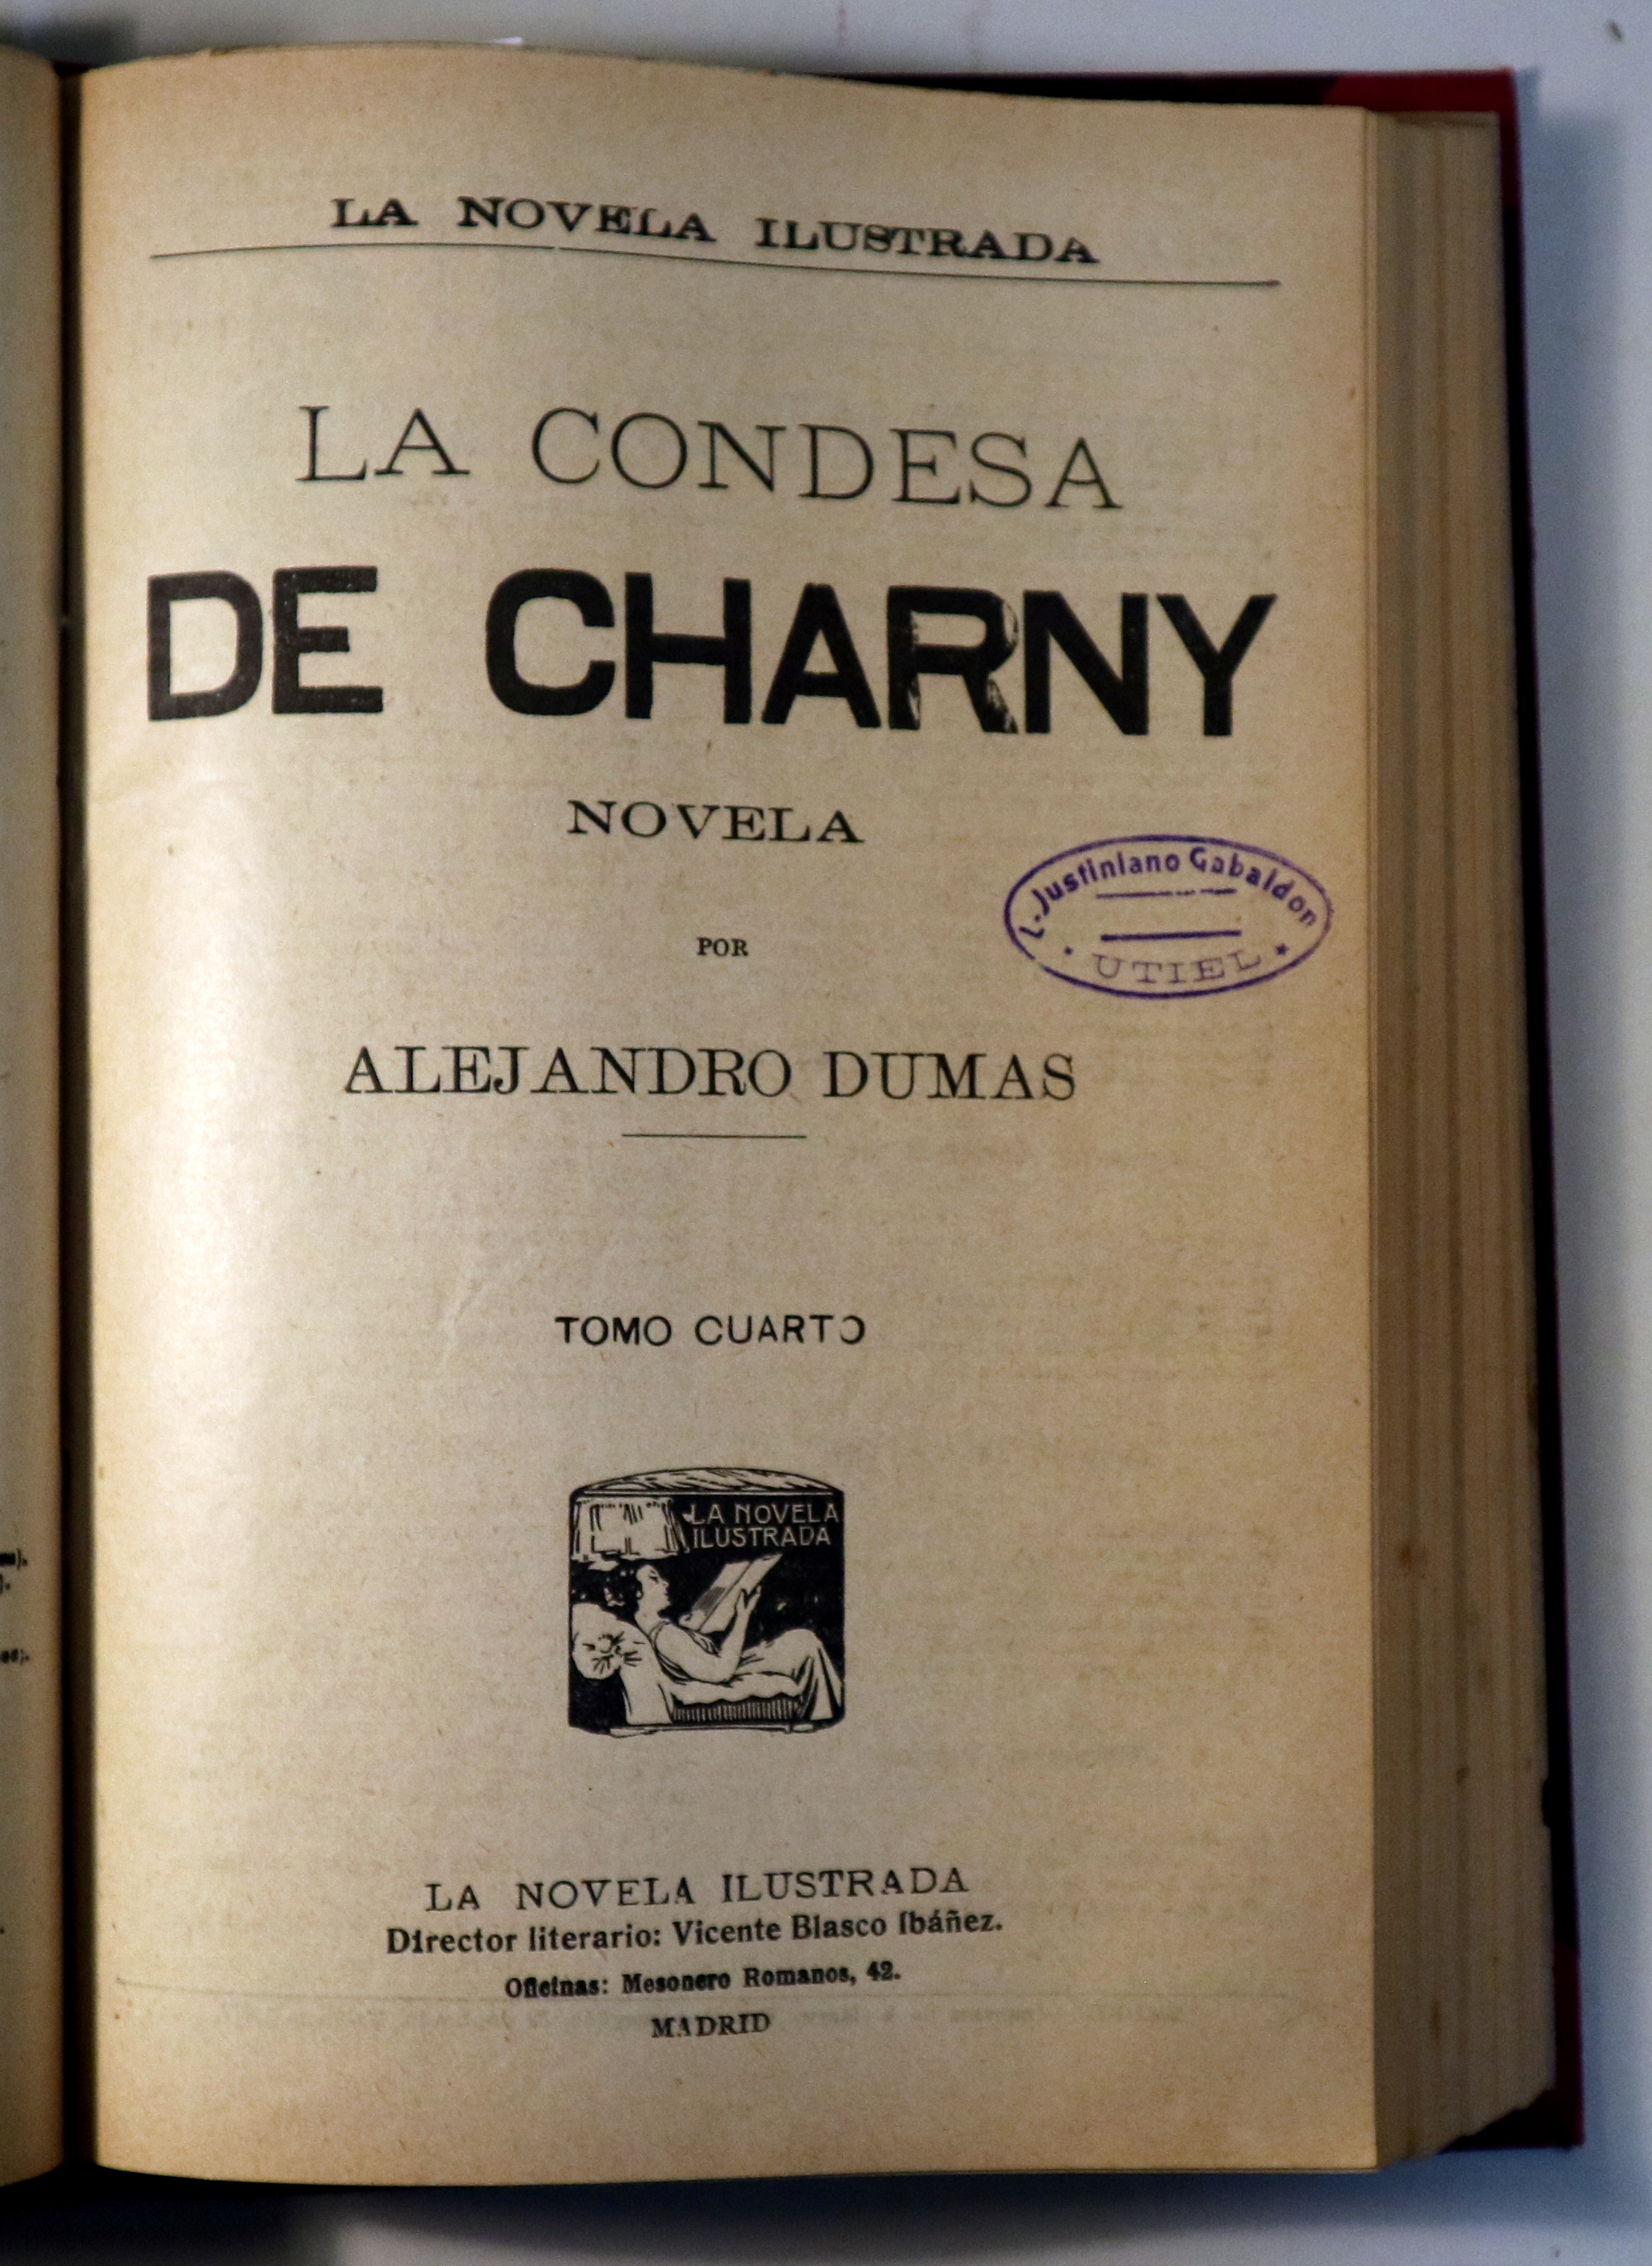 LA NOVELA ILUSTRADA
LA CONDESA
DE CHARNY
NOVELA
L. Justiniano Gabaldon
UTIEL
POR
ALEJANDRO DUMAS
TOMO CUARTO
LA NOVELA
ILUSTRADA
LA NOVELA ILUSTRADA
Director literario: Vicente Blasco Ibáñez.
Oficinas: Mesonero Romanos, 42.
MADRID